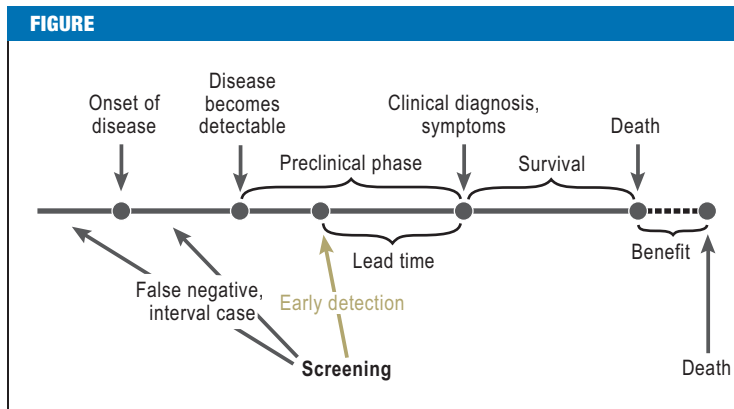 FIGURE
Onset of
disease
Disease
becomes
detectable
Clinical diagnosis,
symptoms
Death
Preclinical phase
Survival
Lead time
Benefit
False negative,
interval case
Early detection
Screening
Death